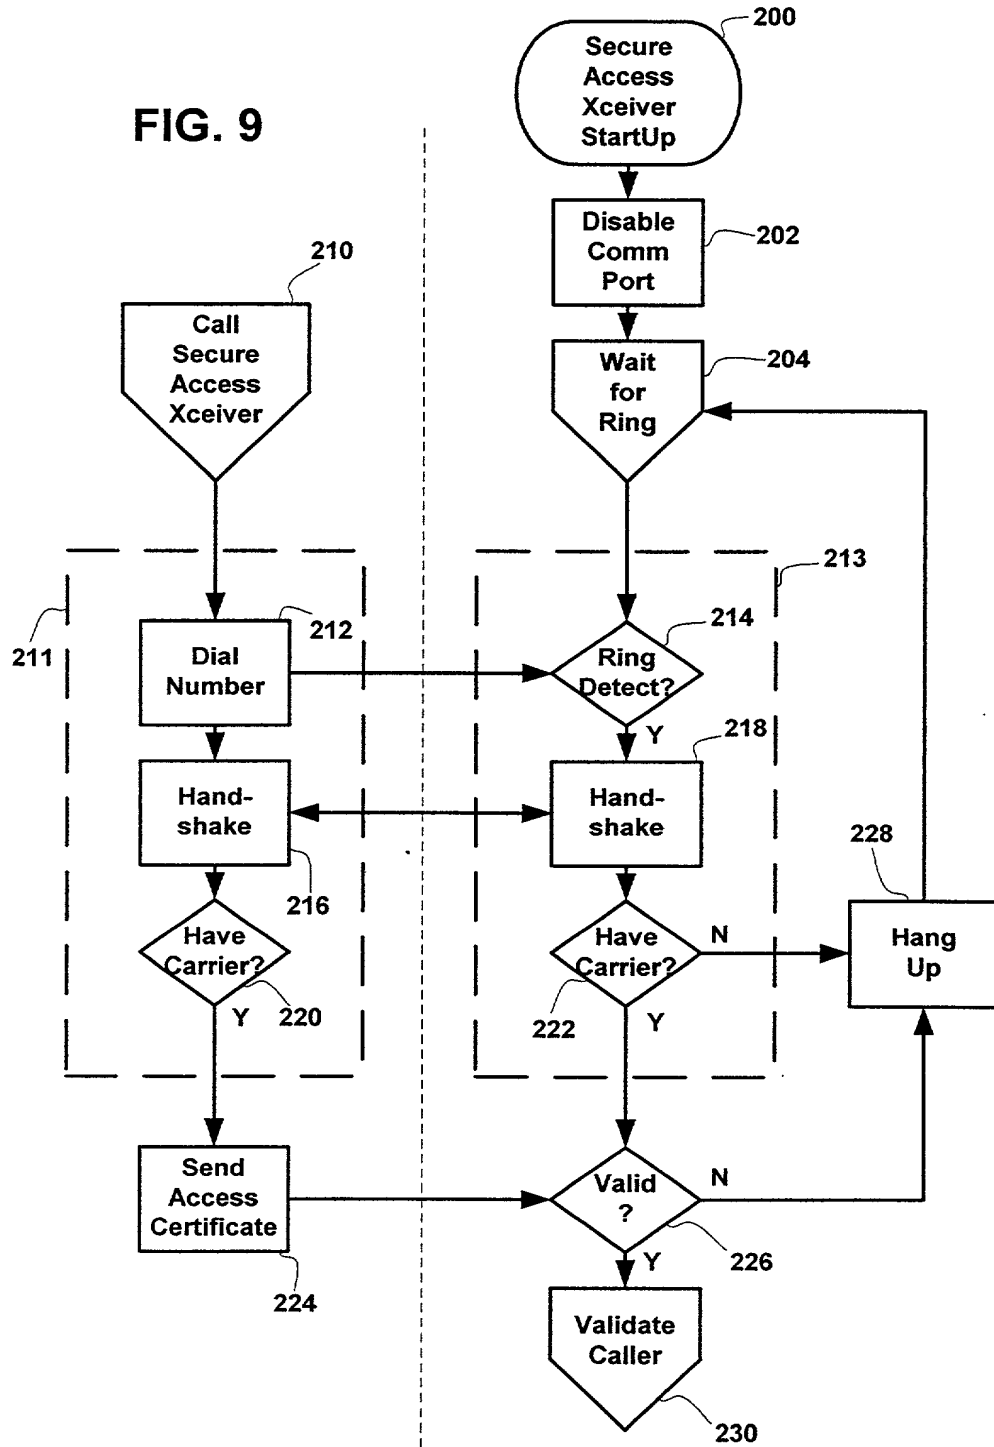 FIG. 9
200
Secure
Access
Xceiver
StartUp
Disable
Comm
Port
202
210
Call
Secure
Access
Xceiver
Wait
for
Ring
204
213
211
212
Dial
Number
214
Ring
Detect?
Y
218
Hand-
shake
216
Hand-
shake
228
Hang
Up
Have
Carrier?
220
Y
Have
Carrier?
N
222
Y
Send
Access
Certificate
224
Valid
?
N
226
Y
Validate
Caller
230